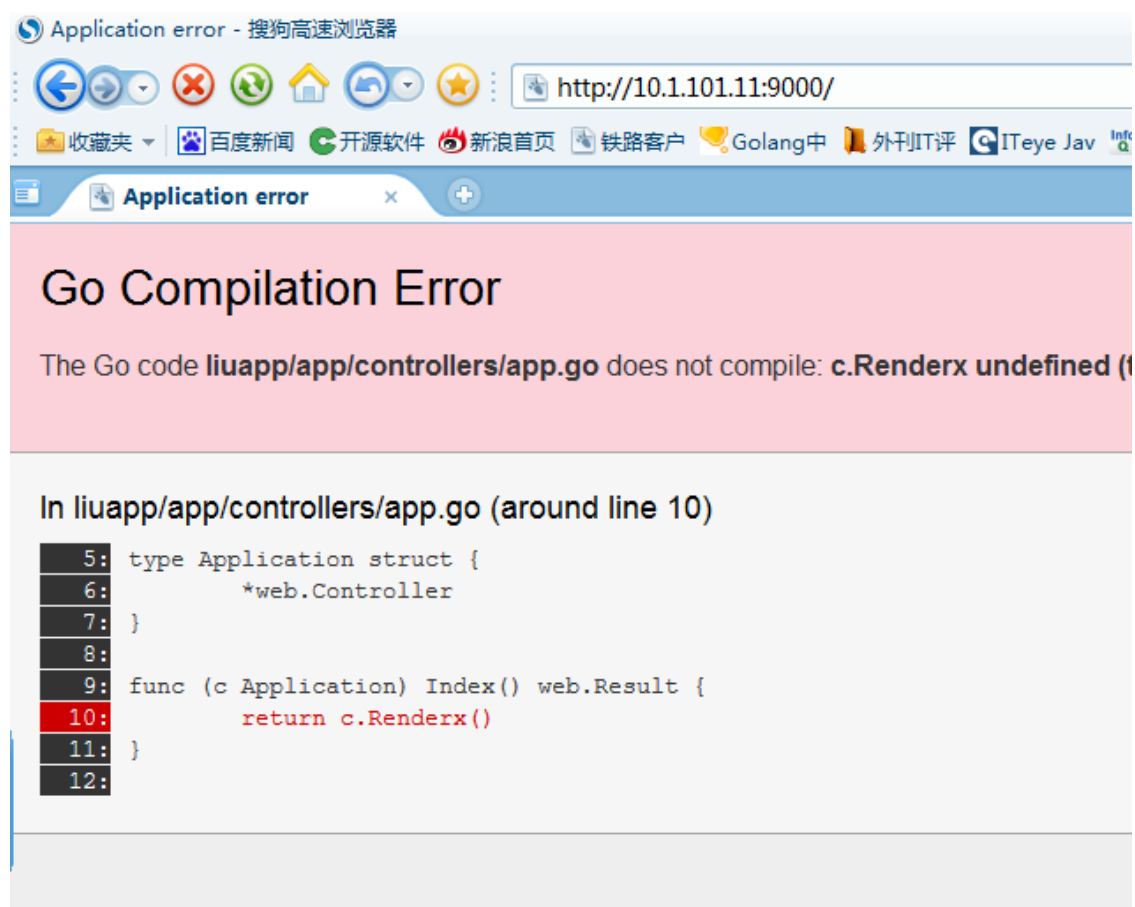 Application error - 搜狗高速浏览器
http://10.1.101.11:9000/
收藏夹 百度新闻 开源软件 新浪首页 铁路客户 Golang中 外刊IT评 ITeye Jav Info Q
Application error
Go Compilation Error
The Go code liuapp/app/controllers/app.go does not compile: c.Renderx undefined (
In liuapp/app/controllers/app.go (around line 10)
5: type Application struct {
6: *web.Controller
7: }
8:
9: func (c Application) Index() web.Result {
10: return c.Renderx()
11: }
12: